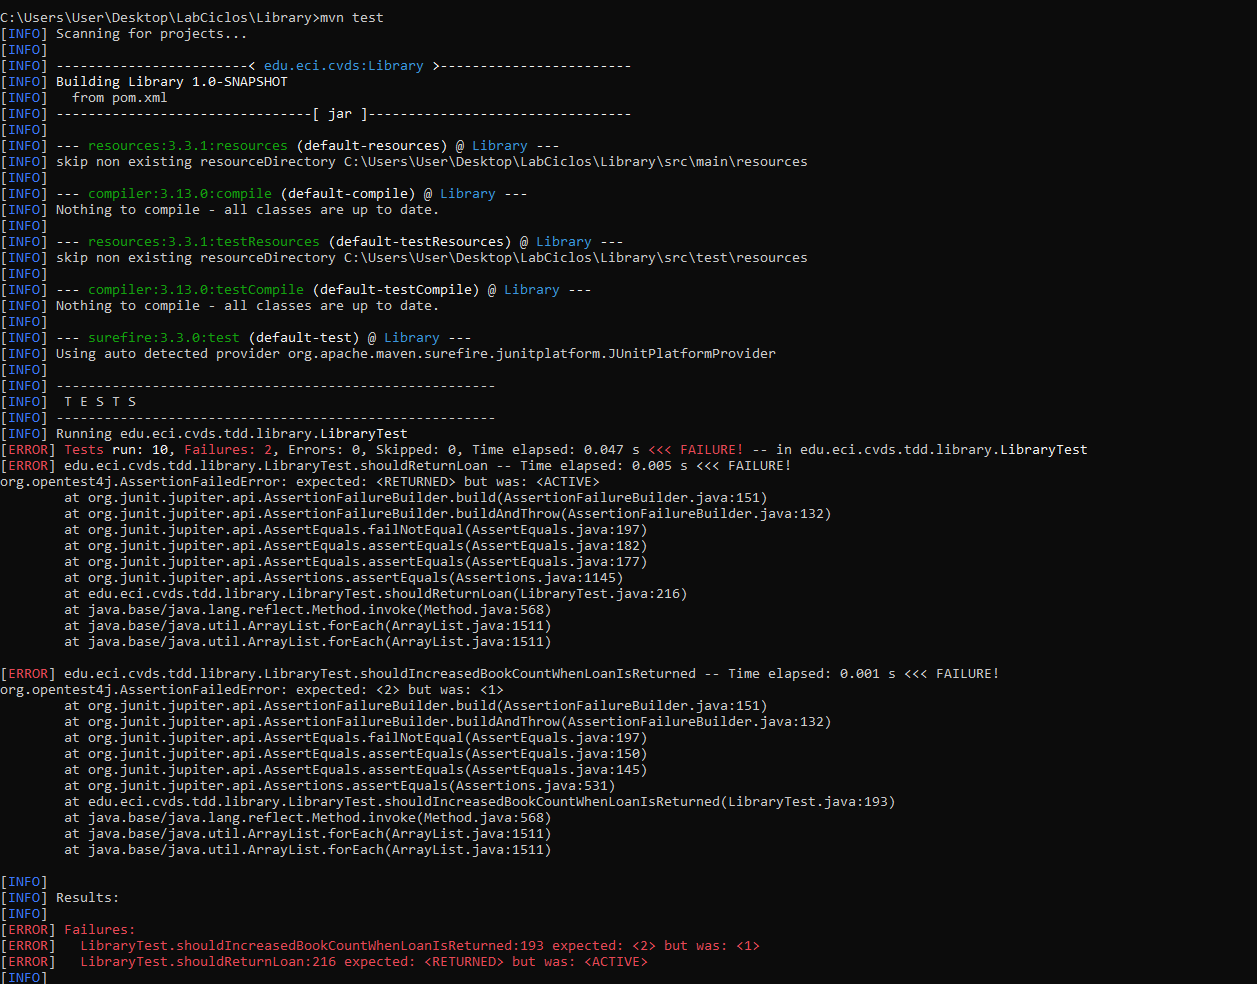 C:\Users\User\Desktop\LabCiclos\Library>mvn test
[INFO] Scanning for projects...
[INFO]
[INFO] ------------------------< edu.eci.cvds:Library >------------------------
[INFO] Building Library 1.0-SNAPSHOT
[INFO]   from pom.xml
[INFO] --------------------------------[ jar ]---------------------------------
[INFO]
[INFO] --- resources:3.3.1:resources (default-resources) @ Library ---
[INFO] skip non existing resourceDirectory C:\Users\User\Desktop\LabCiclos\Library\src\main\resources
[INFO]
[INFO] --- compiler:3.13.0:compile (default-compile) @ Library ---
[INFO] Nothing to compile - all classes are up to date.
[INFO]
[INFO] --- resources:3.3.1:testResources (default-testResources) @ Library ---
[INFO] skip non existing resourceDirectory C:\Users\User\Desktop\LabCiclos\Library\src\test\resources
[INFO]
[INFO] --- compiler:3.13.0:testCompile (default-testCompile) @ Library ---
[INFO] Nothing to compile - all classes are up to date.
[INFO]
[INFO] --- surefire:3.3.0:test (default-test) @ Library ---
[INFO] Using auto detected provider org.apache.maven.surefire.junitplatform.JUnitPlatformProvider
[INFO]
[INFO] -------------------------------------------------------
[INFO]  T E S T S
[INFO] -------------------------------------------------------
[INFO] Running edu.eci.cvds.tdd.library.LibraryTest
[ERROR] Tests run: 10, Failures: 2, Errors: 0, Skipped: 0, Time elapsed: 0.047 s <<< FAILURE! -- in edu.eci.cvds.tdd.library.LibraryTest
[ERROR] edu.eci.cvds.tdd.library.LibraryTest.shouldReturnLoan -- Time elapsed: 0.005 s <<< FAILURE!
org.opentest4j.AssertionFailedError: expected: <RETURNED> but was: <ACTIVE>
        at org.junit.jupiter.api.AssertionFailureBuilder.build(AssertionFailureBuilder.java:151)
        at org.junit.jupiter.api.AssertionFailureBuilder.buildAndThrow(AssertionFailureBuilder.java:132)
        at org.junit.jupiter.api.AssertEquals.failNotEqual(AssertEquals.java:197)
        at org.junit.jupiter.api.AssertEquals.assertEquals(AssertEquals.java:182)
        at org.junit.jupiter.api.AssertEquals.assertEquals(AssertEquals.java:177)
        at org.junit.jupiter.api.Assertions.assertEquals(Assertions.java:1145)
        at edu.eci.cvds.tdd.library.LibraryTest.shouldReturnLoan(LibraryTest.java:216)
        at java.base/java.lang.reflect.Method.invoke(Method.java:568)
        at java.base/java.util.ArrayList.forEach(ArrayList.java:1511)
        at java.base/java.util.ArrayList.forEach(ArrayList.java:1511)
[ERROR] edu.eci.cvds.tdd.library.LibraryTest.shouldIncreasedBookCountWhenLoanIsReturned -- Time elapsed: 0.001 s <<< FAILURE!
org.opentest4j.AssertionFailedError: expected: <2> but was: <1>
        at org.junit.jupiter.api.AssertionFailureBuilder.build(AssertionFailureBuilder.java:151)
        at org.junit.jupiter.api.AssertionFailureBuilder.buildAndThrow(AssertionFailureBuilder.java:132)
        at org.junit.jupiter.api.AssertEquals.failNotEqual(AssertEquals.java:197)
        at org.junit.jupiter.api.AssertEquals.assertEquals(AssertEquals.java:150)
        at org.junit.jupiter.api.AssertEquals.assertEquals(AssertEquals.java:145)
        at org.junit.jupiter.api.Assertions.assertEquals(Assertions.java:531)
        at edu.eci.cvds.tdd.library.LibraryTest.shouldIncreasedBookCountWhenLoanIsReturned(LibraryTest.java:193)
        at java.base/java.lang.reflect.Method.invoke(Method.java:568)
        at java.base/java.util.ArrayList.forEach(ArrayList.java:1511)
        at java.base/java.util.ArrayList.forEach(ArrayList.java:1511)
[INFO]
[INFO] Results:
[INFO]
[ERROR] Failures:
[ERROR]   LibraryTest.shouldIncreasedBookCountWhenLoanIsReturned:193 expected: <2> but was: <1>
[ERROR]   LibraryTest.shouldReturnLoan:216 expected: <RETURNED> but was: <ACTIVE>
[INFO]